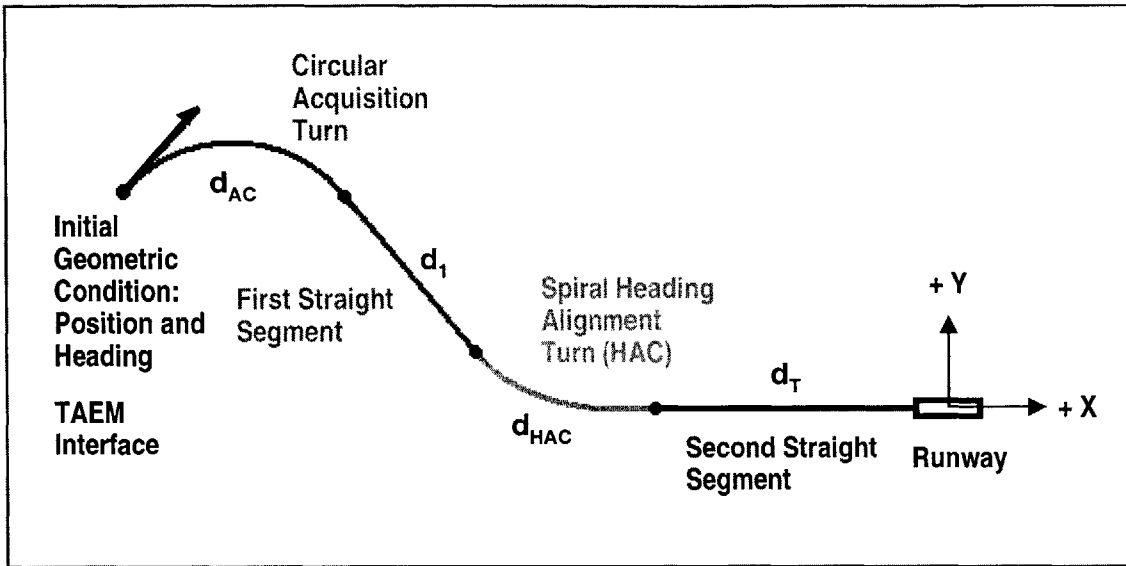 Circular
Acquisition
Turn
d_AC
Initial
Geometric
Condition:
Position and
Heading
TAEM
Interface
First Straight
Segment
d_1
Spiral Heading
Alignment
Turn (HAC)
d_HAC
d_T
Second Straight
Segment
+ Y
+ X
Runway